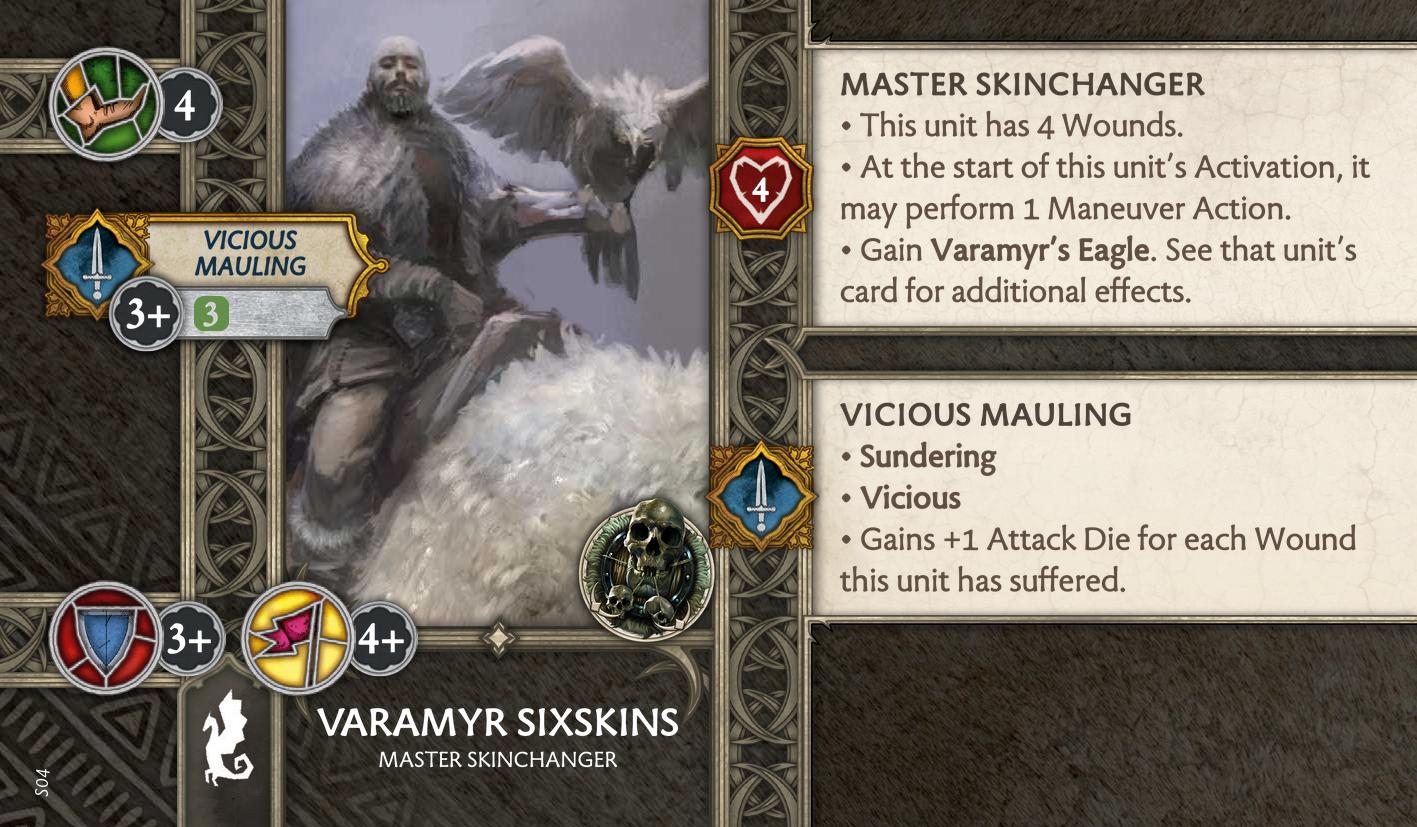 4
VICIOUS
MAULING
3+
3
3+
4+
VARAMYR SIXSKINS
MASTER SKINCHANGER
S04
4
MASTER SKINCHANGER
• This unit has 4 Wounds.
• At the start of this unit's Activation, it
may perform 1 Maneuver Action.
• Gain Varamyr's Eagle. See that unit's
card for additional effects.
VICIOUS MAULING
• Sundering
• Vicious
• Gains +1 Attack Die for each Wound
this unit has suffered.